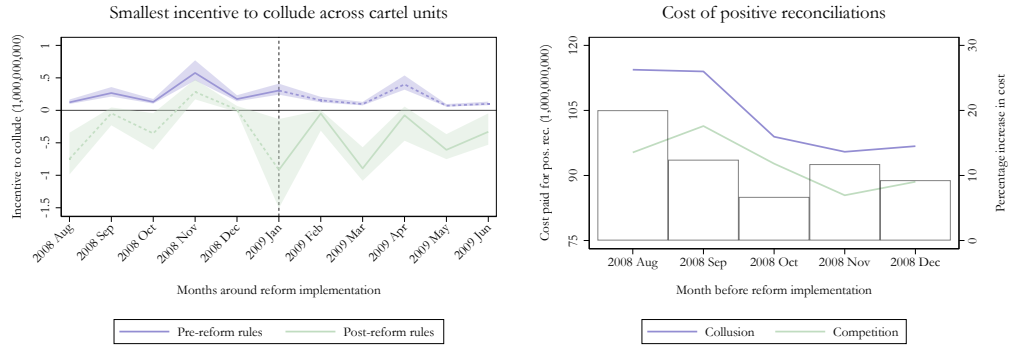 Smallest incentive to collude across cartel units
Incentive to collude (1,000,000,000)
1
.5
0
-.5
-1
-1.5
2008 Aug
2008 Sep
2008 Oct
2008 Nov
2008 Dec
2009 Jan
2009 Feb
2009 Mar
2009 Apr
2009 May
2009 Jun
Months around reform implementation
Pre-reform rules
Post-reform rules
Cost of positive reconciliations
Cost paid for pos. rec. (1,000,000,000)
120
105
90
75
30
20
10
0
Percentage increase in cost
2008 Aug
2008 Sep
2008 Oct
2008 Nov
2008 Dec
Month before reform implementation
Collusion
Competition